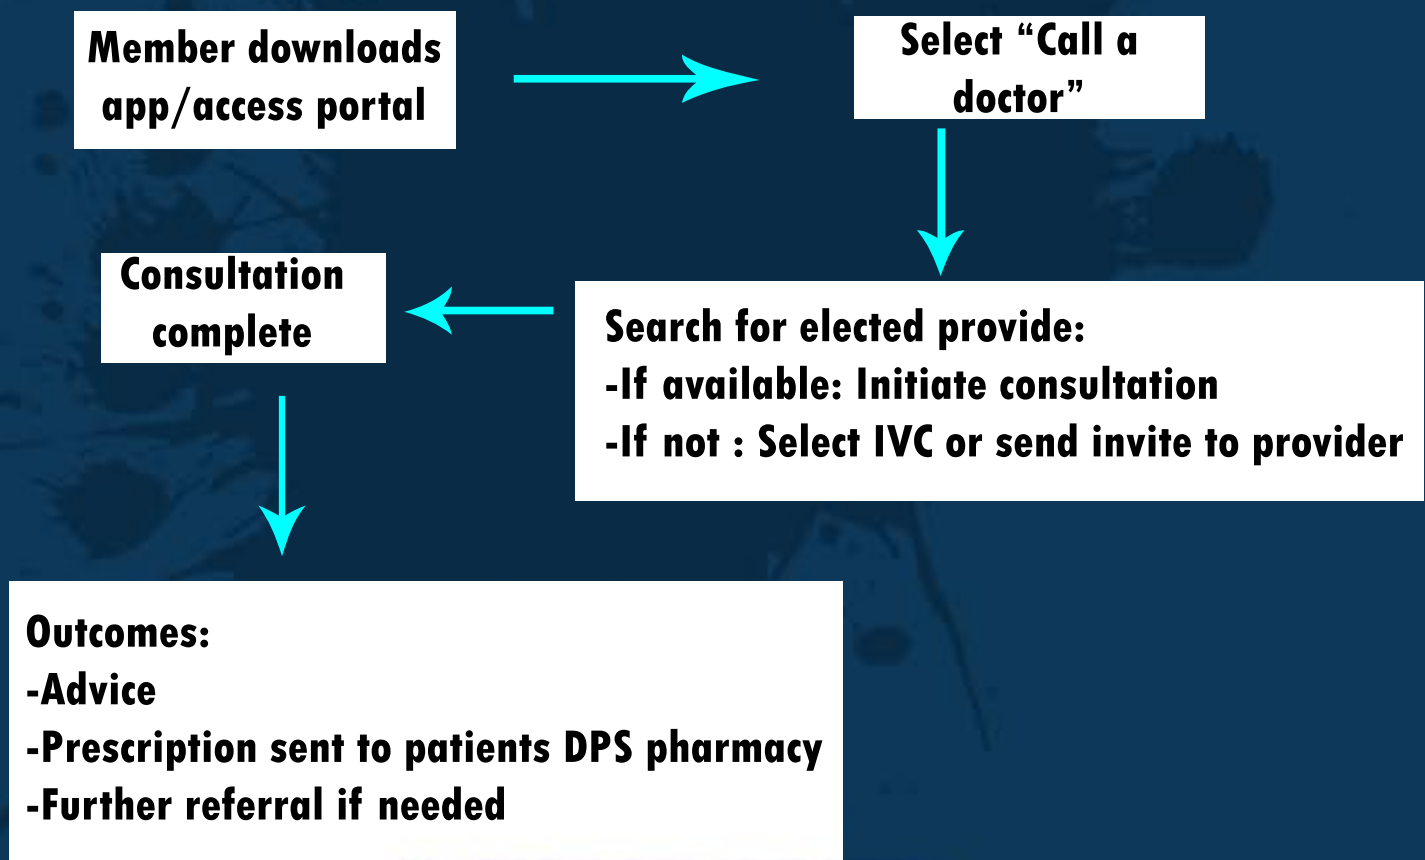 Member downloads
app/access portal
Select “Call a
doctor”
Search for elected provide:
-If available: Initiate consultation
-If not : Select IVC or send invite to provider
Consultation
complete
Outcomes:
-Advice
-Prescription sent to patients DPS pharmacy
-Further referral if needed